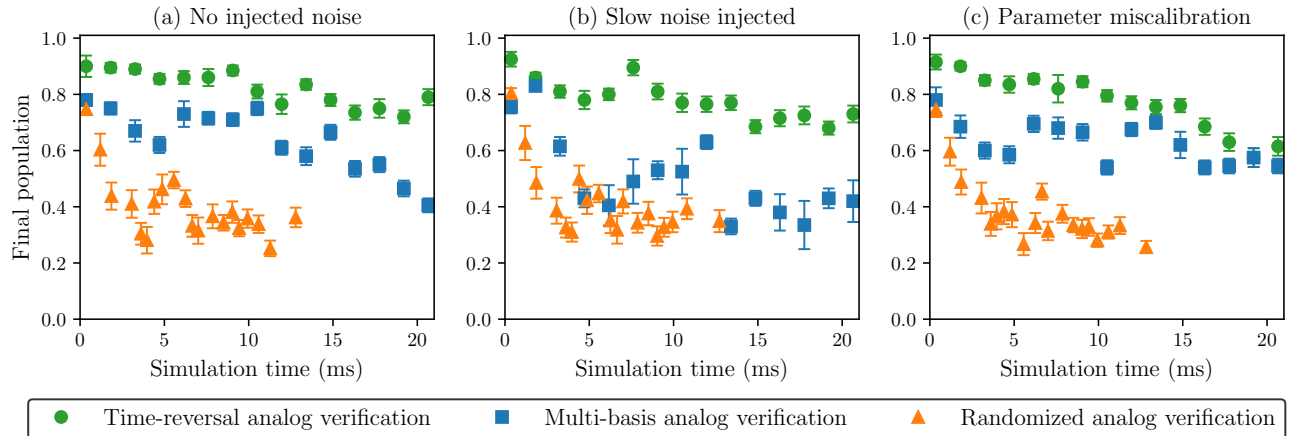 (a) No injected noise
(b) Slow noise injected
(c) Parameter miscalibration
Final population
1.0
0.8
0.6
0.4
0.2
0.0
0 5 10 15 20
Simulation time (ms)
1.0
0.8
0.6
0.4
0.2
0.0
0 5 10 15 20
Simulation time (ms)
1.0
0.8
0.6
0.4
0.2
0.0
0 5 10 15 20
Simulation time (ms)
Time-reversal analog verification
Multi-basis analog verification
Randomized analog verification